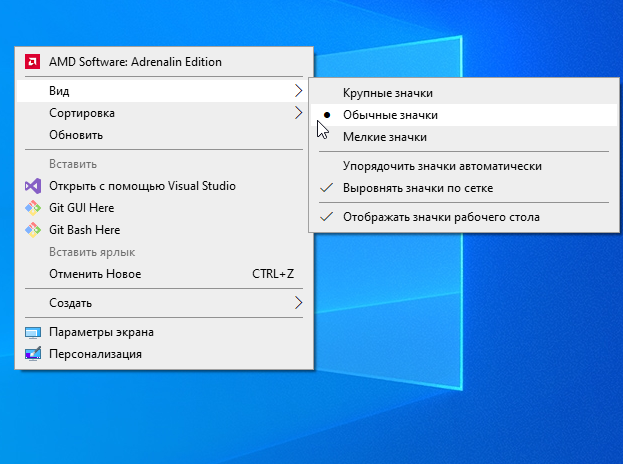 AMD Software: Adrenalin Edition
Вид
Сортировка
Обновить
Вставить
Открыть с помощью Visual Studio
Git GUI Here
Git Bash Here
Вставить ярлык
Отменить Новое CTRL+Z
Создать
Параметры экрана
Персонализация
Крупные значки
Обычные значки
Мелкие значки
Упорядочить значки автоматически
Выровнять значки по сетке
Отображать значки рабочего стола